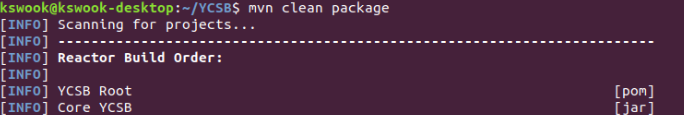 kswook@kswook-desktop:~/YCSB$ mvn clean package
[INFO] Scanning for projects...
[INFO] ------------------------------------------------------------------------
[INFO] Reactor Build Order:
[INFO]
[INFO] YCSB Root [pom]
[INFO] Core YCSB [jar]